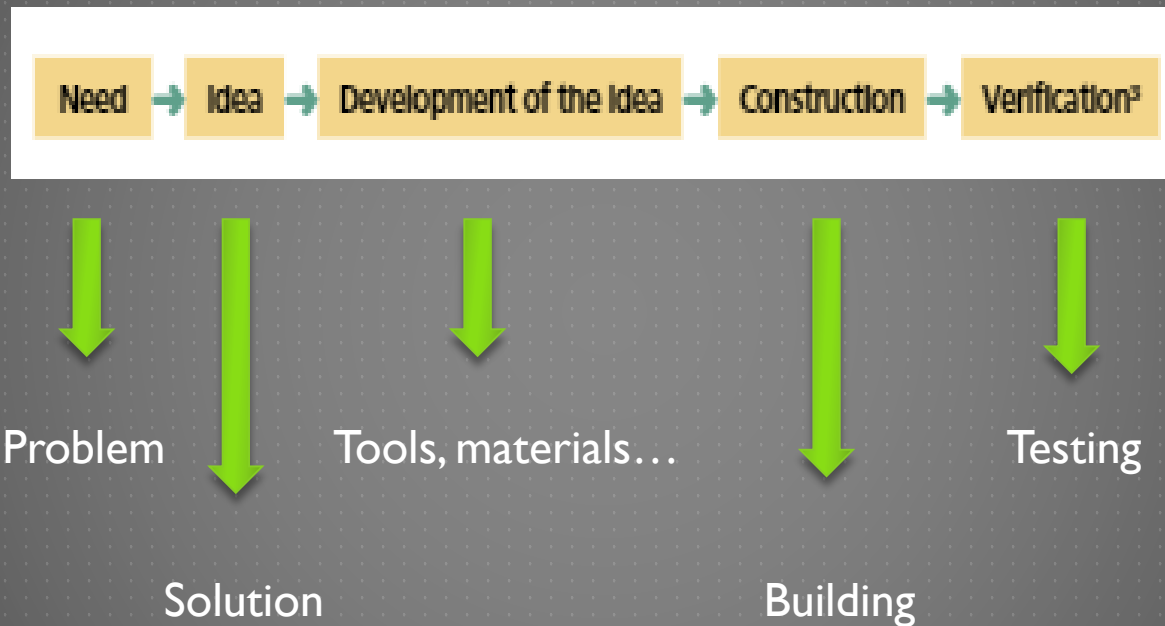 Need → Idea → Development of the Idea → Construction → Verification³
Problem Tools, materials… Testing
Solution Building